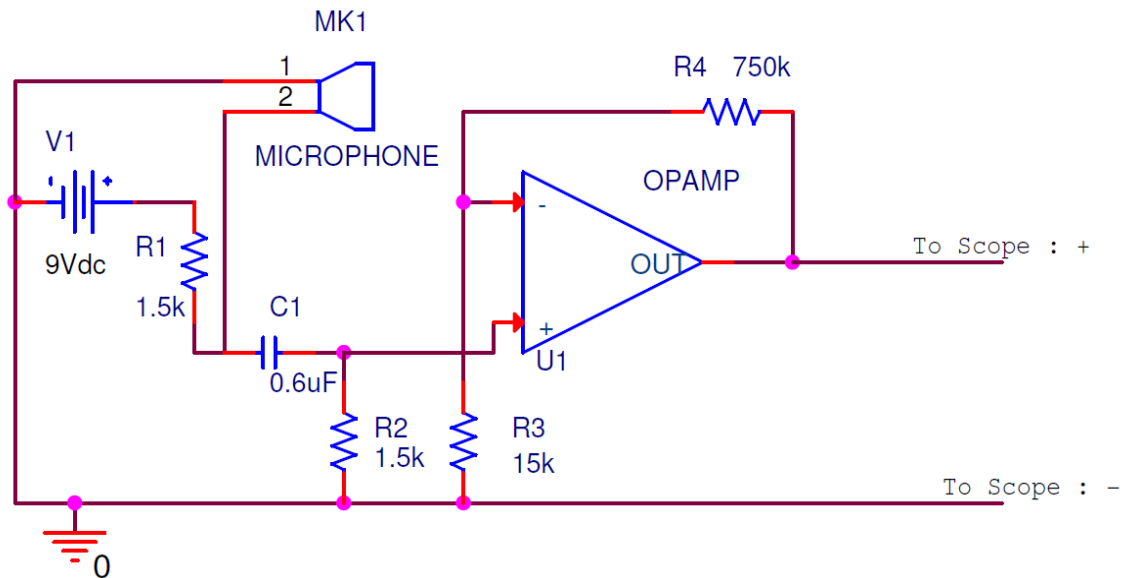 MK1
1
2
MICROPHONE
V1
- +
9Vdc
R1
1.5k
C1
0.6uF
R2
1.5k
R3
15k
R4 750k
OPAMP
-
+
OUT
U1
To Scope : +
To Scope : -
0